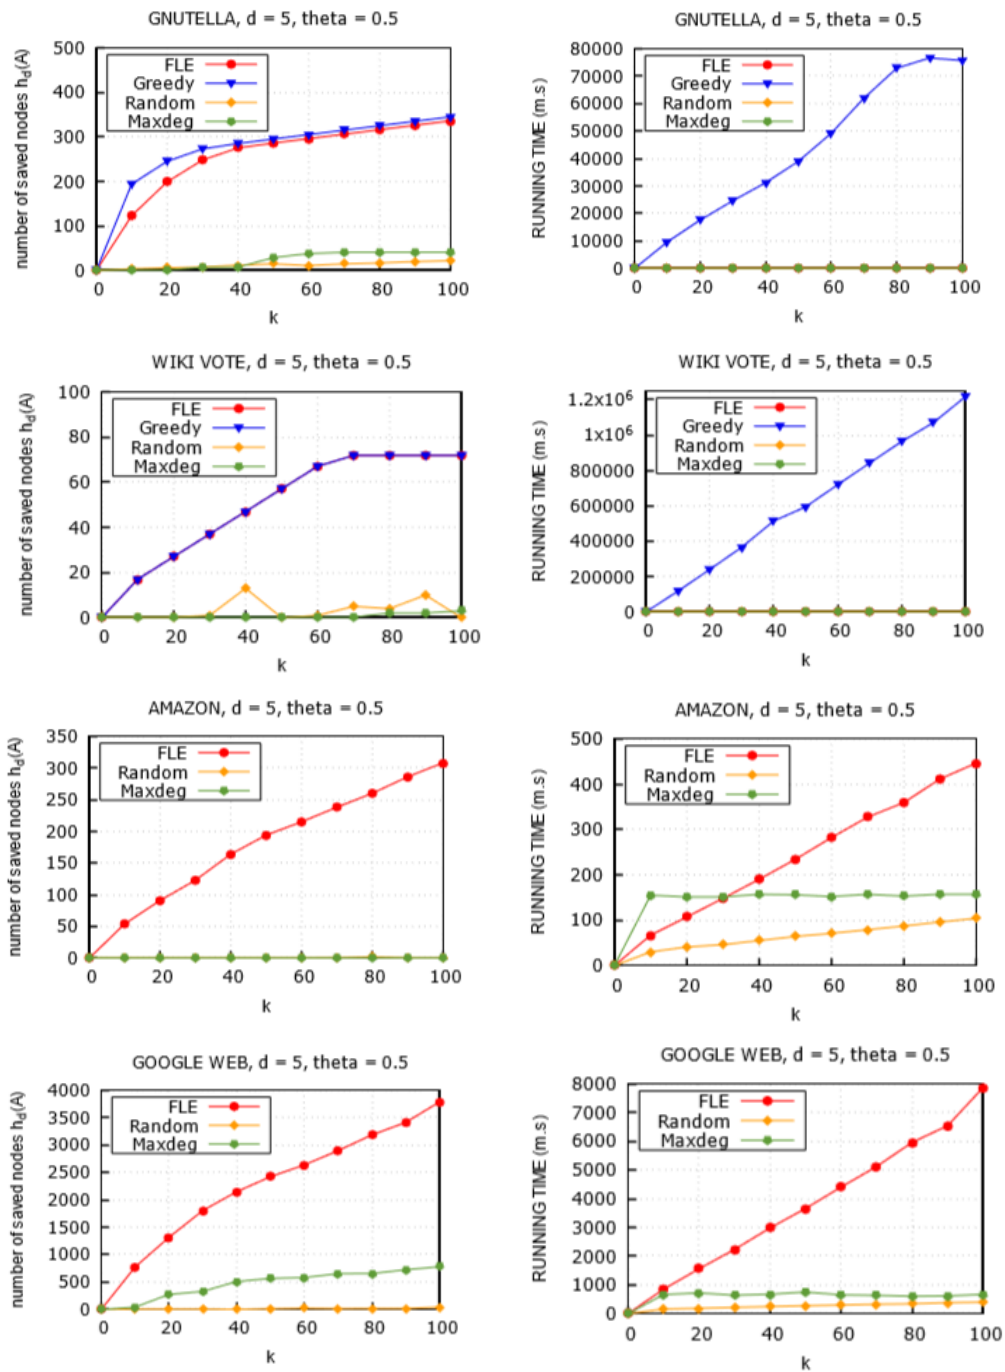 GNUTELLA, d = 5, theta = 0.5
number of saved nodes h_d(A)
500
400
300
200
100
0
FLE
Greedy
Random
Maxdeg
0 20 40 60 80 100
k
GNUTELLA, d = 5, theta = 0.5
RUNNING TIME (m.s)
80000
70000
60000
50000
40000
30000
20000
10000
0
FLE
Greedy
Random
Maxdeg
0 20 40 60 80 100
k
WIKI VOTE, d = 5, theta = 0.5
number of saved nodes h_d(A)
100
80
60
40
20
0
FLE
Greedy
Random
Maxdeg
0 20 40 60 80 100
k
WIKI VOTE, d = 5, theta = 0.5
RUNNING TIME (m.s)
1.2x10^6
1x10^6
800000
600000
400000
200000
0
FLE
Greedy
Random
Maxdeg
0 20 40 60 80 100
k
AMAZON, d = 5, theta = 0.5
number of saved nodes h_d(A)
350
300
250
200
150
100
50
0
FLE
Random
Maxdeg
0 20 40 60 80 100
k
AMAZON, d = 5, theta = 0.5
RUNNING TIME (m.s)
500
400
300
200
100
0
FLE
Random
Maxdeg
0 20 40 60 80 100
k
GOOGLE WEB, d = 5, theta = 0.5
number of saved nodes h_d(A)
4000
3500
3000
2500
2000
1500
1000
500
0
FLE
Random
Maxdeg
0 20 40 60 80 100
k
GOOGLE WEB, d = 5, theta = 0.5
RUNNING TIME (m.s)
8000
7000
6000
5000
4000
3000
2000
1000
0
FLE
Random
Maxdeg
0 20 40 60 80 100
k